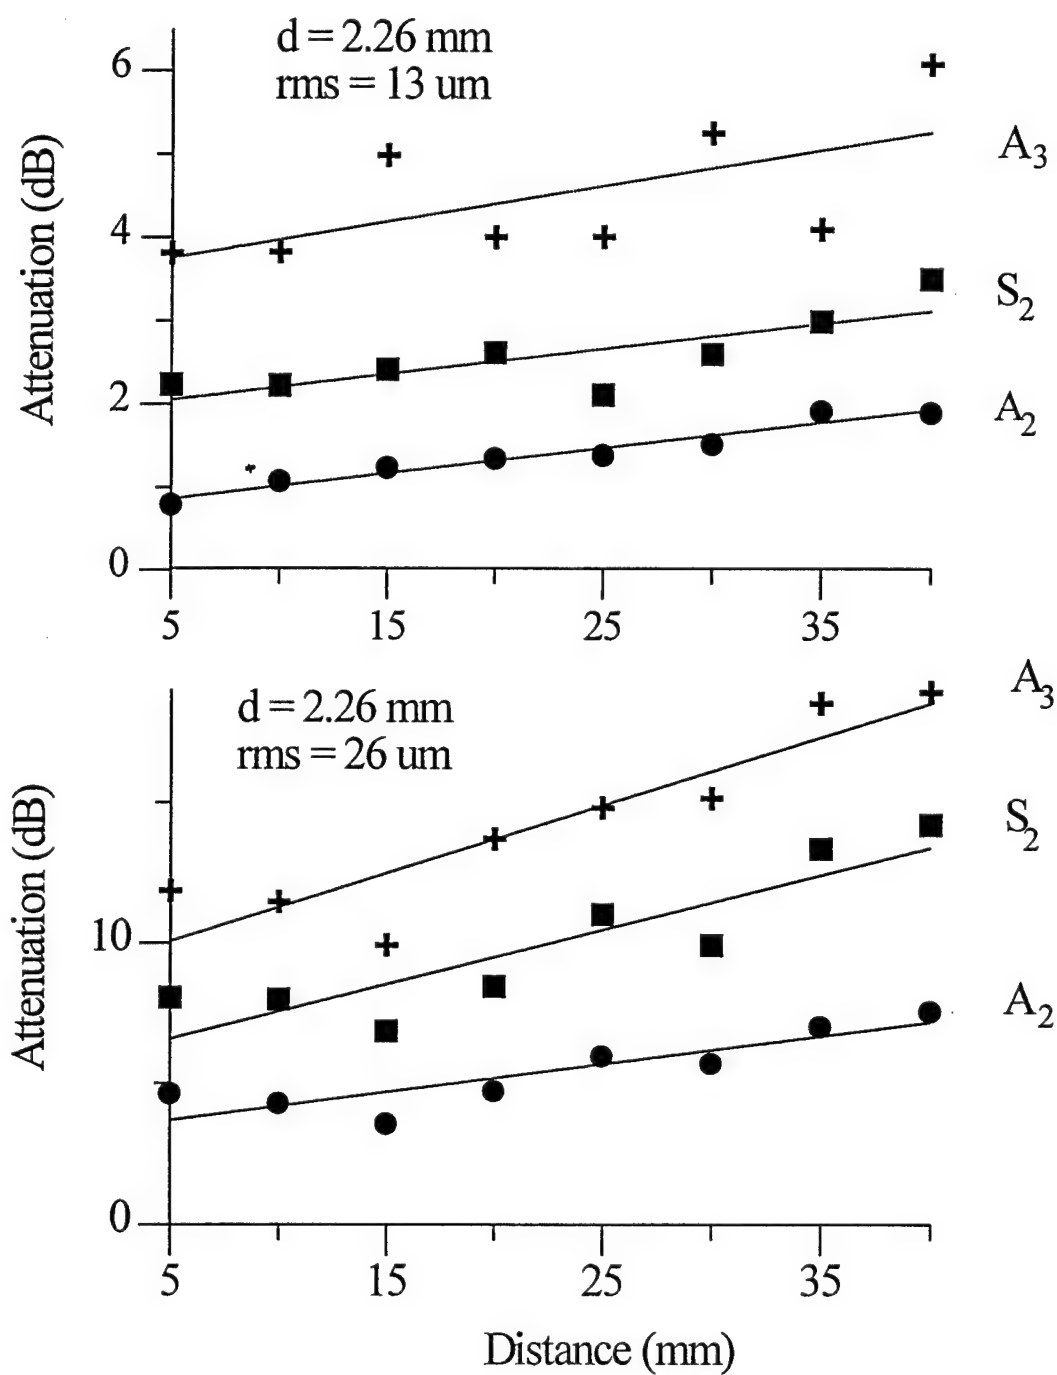 d = 2.26 mm
rms = 13 um
6
4
2
0
Attenuation (dB)
A3
S2
A2
5 15 25 35
d = 2.26 mm
rms = 26 um
10
0
Attenuation (dB)
A3
S2
A2
5 15 25 35
Distance (mm)